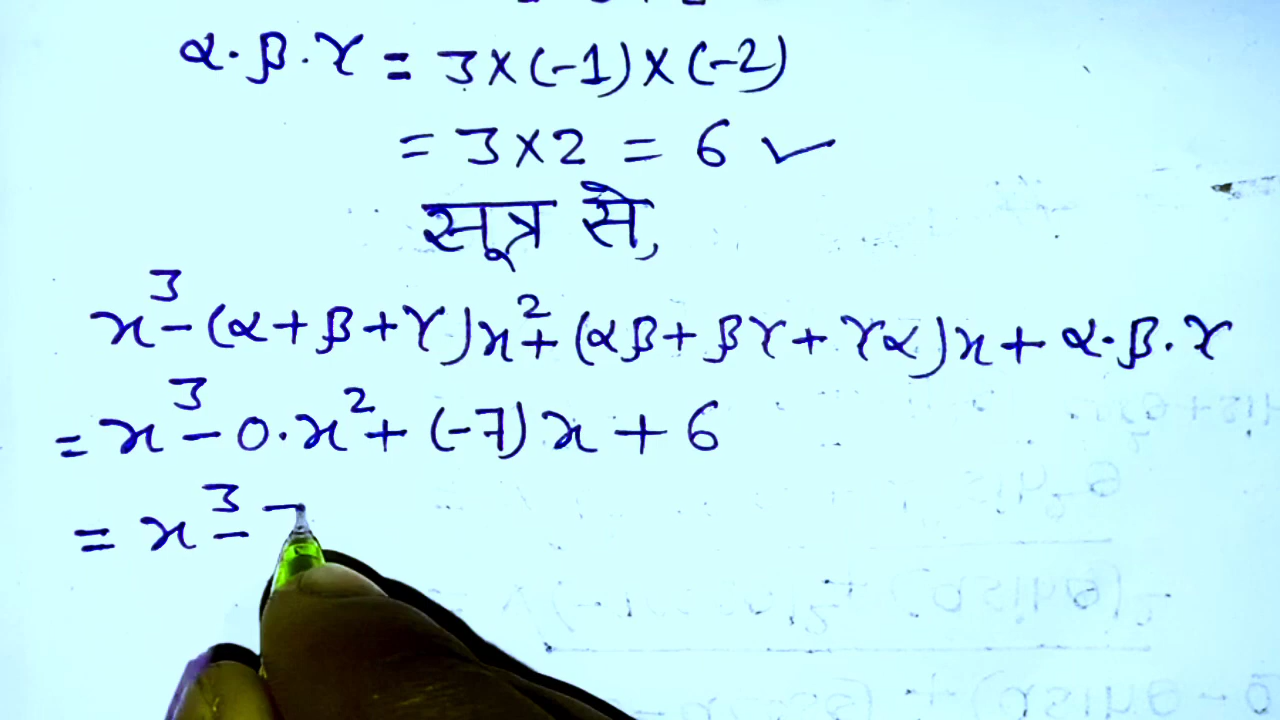 α·β·γ = 3×(-1)×(-2)
= 3×2 = 6 ✓
सूत्र से,
x³-(α+β+γ)x²+(αβ+βγ+γα)x+α·β·γ
= x³-0·x²+(-7)x+6
= x³-